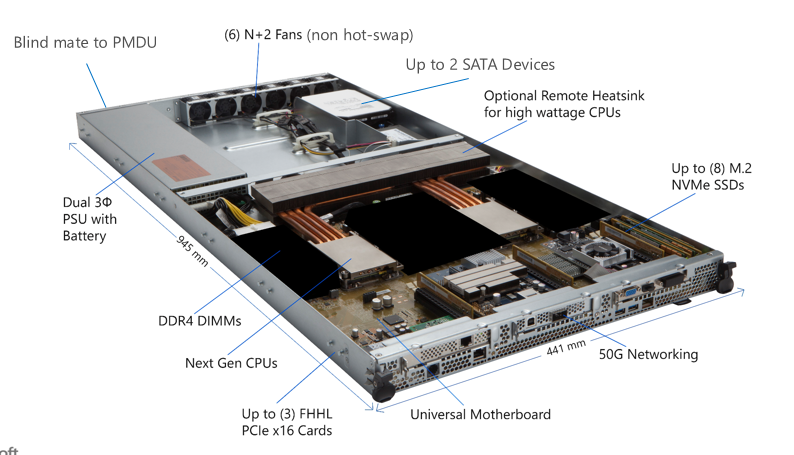 (6) N+2 Fans (non hot-swap)
Blind mate to PMDU
Up to 2 SATA Devices
Optional Remote Heatsink
for high wattage CPUs
Up to (8) M.2
NVMe SSDs
Dual 3Φ
PSU with
Battery
945 mm
DDR4 DIMMs
Next Gen CPUs
441 mm
50G Networking
Up to (3) FHHL
PCIe x16 Cards
Universal Motherboard
oft